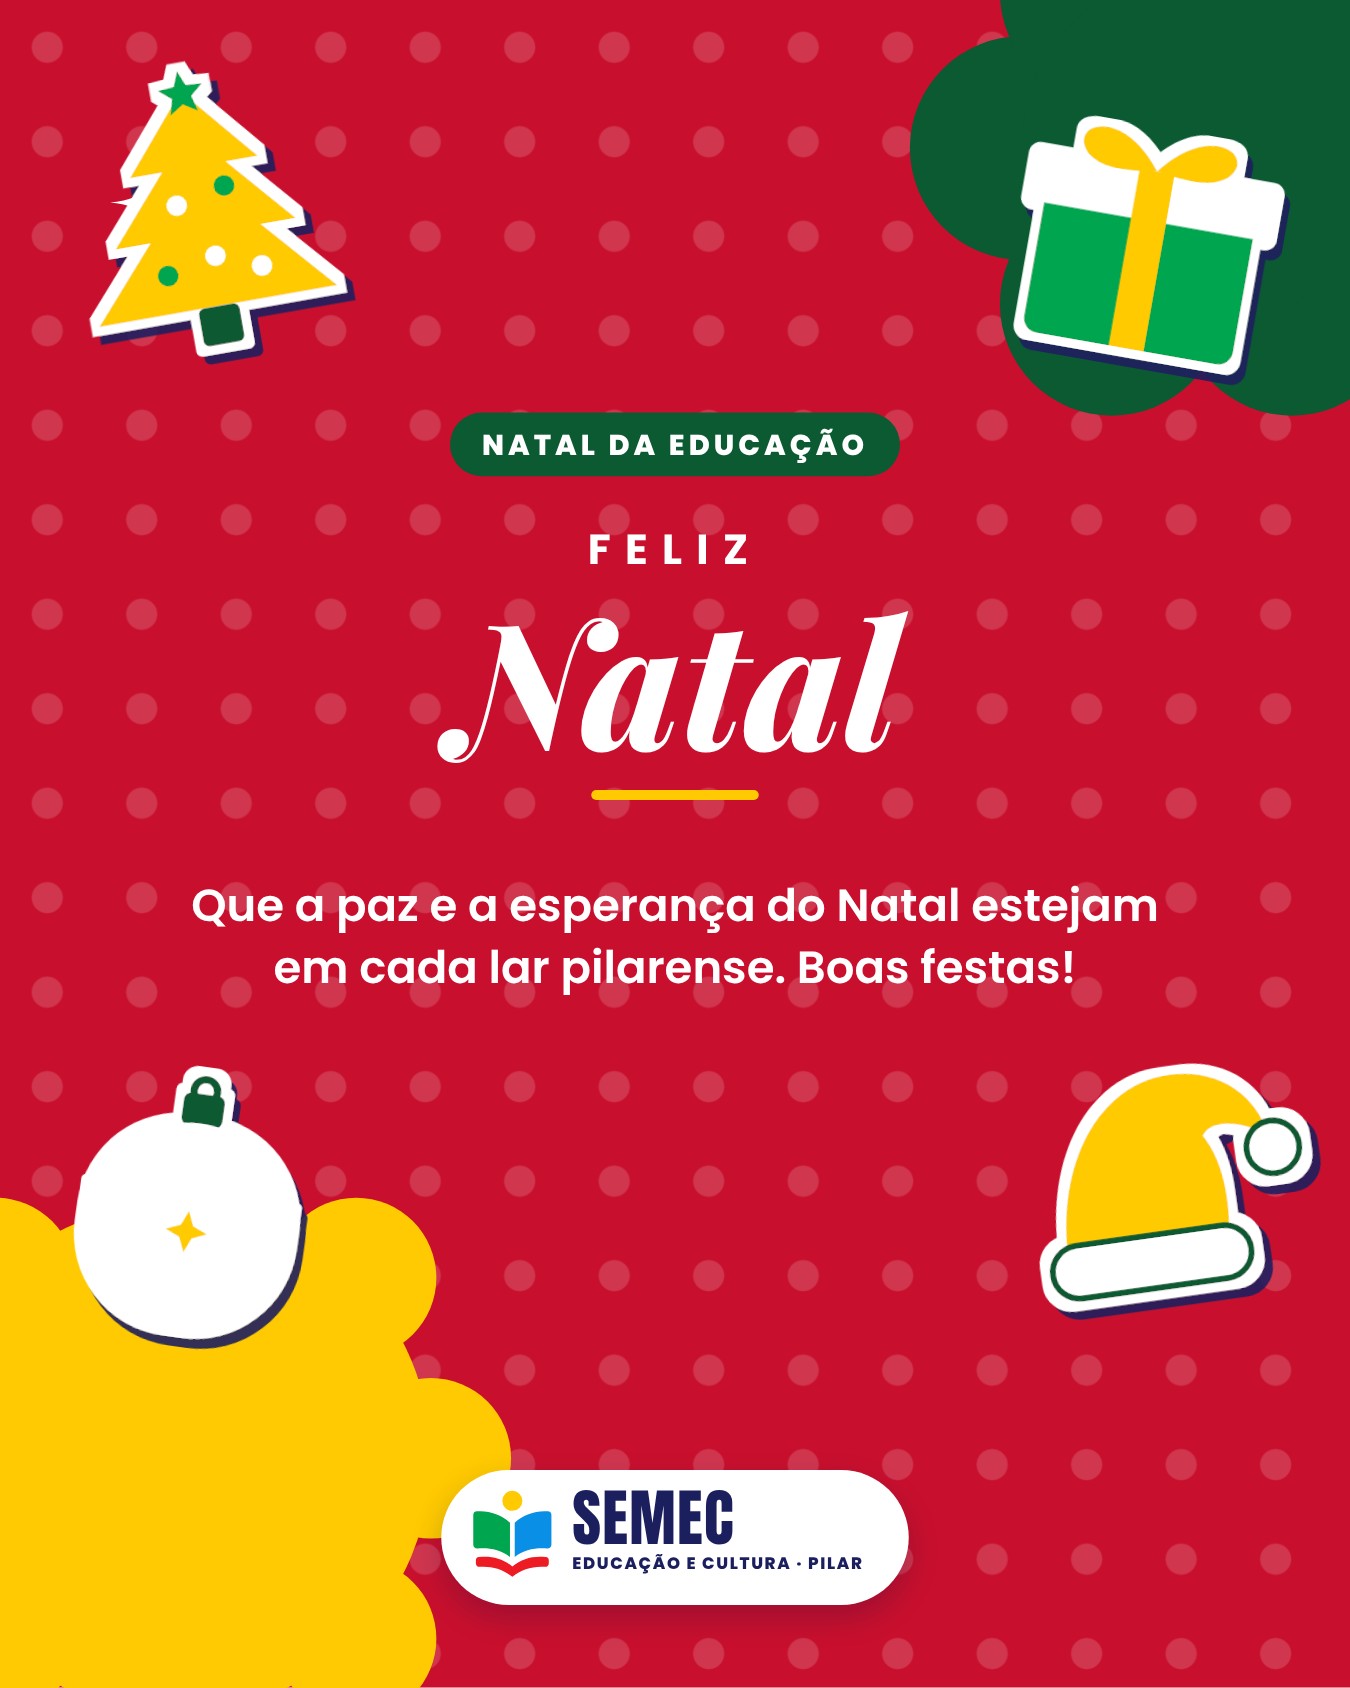 NATAL DA EDUCAÇÃO
FELIZ
Natal
Que a paz e a esperança do Natal estejam
em cada lar pilarense. Boas festas!
SEMEC
EDUCAÇÃO E CULTURA · PILAR